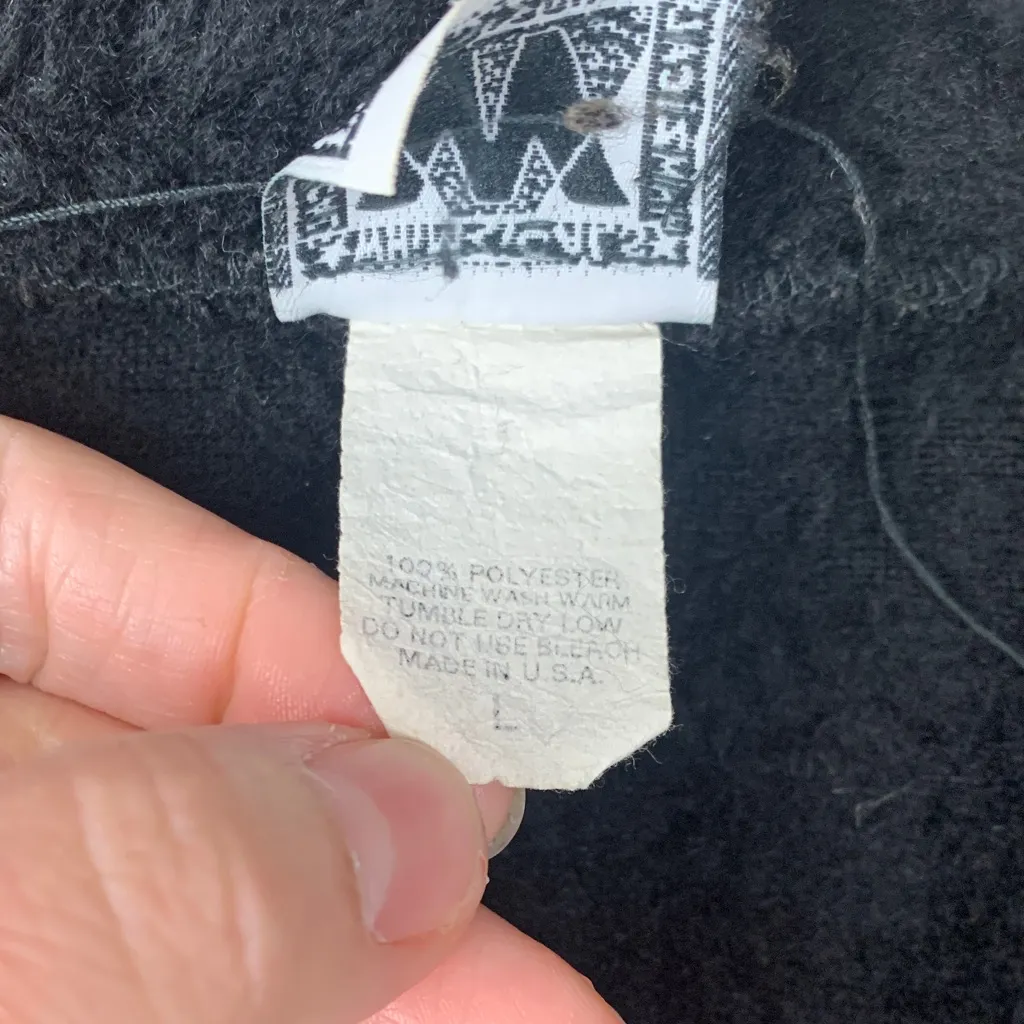 100% POLYESTER
MACHINE WASH WARM
TUMBLE DRY LOW
DO NOT USE BLEACH
MADE IN U.S.A.
L